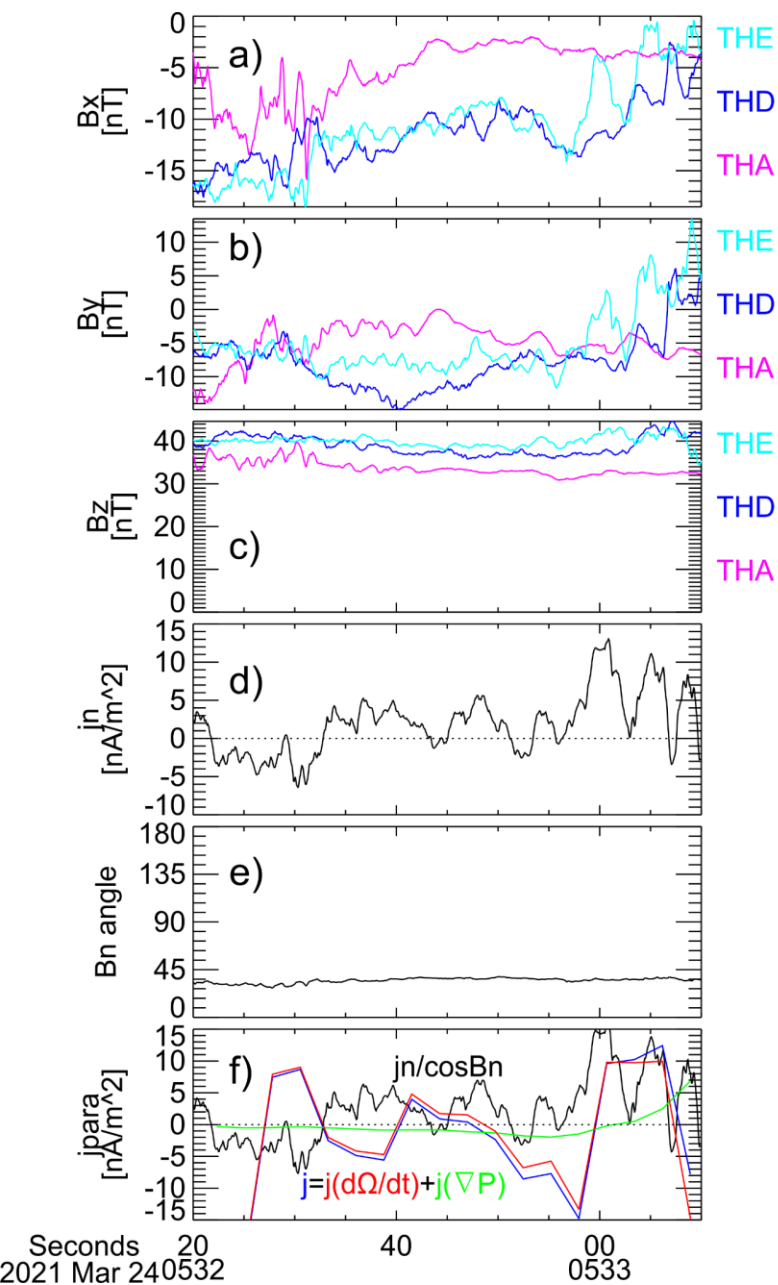 0
-5
-10
-15
Bx
[nT]
a)
THE
THD
THA
10
5
0
-5
-10
By
[nT]
b)
THE
THD
THA
40
30
20
10
0
Bz
[nT]
c)
THE
THD
THA
15
10
5
0
-5
-10
jn
[nA/m^2]
d)
180
135
90
45
0
Bn angle
e)
15
10
5
0
-5
-10
-15
jpara
[nA/m^2]
f)
jn/cosBn
j=j(dΩ/dt)+j(∇P)
Seconds 20 40 00
2021 Mar 24 0532 0533